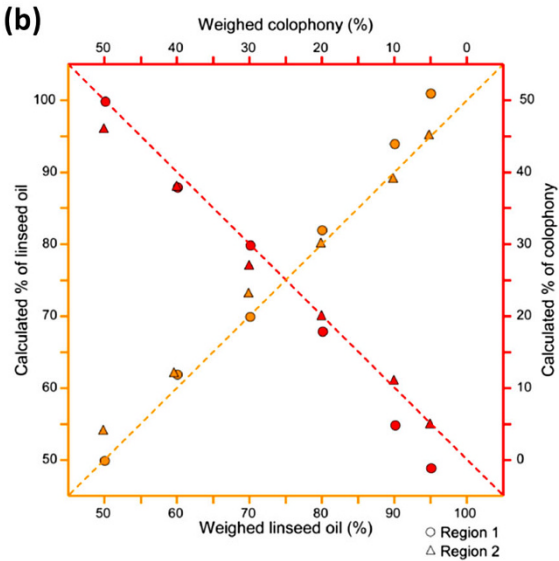 (b)
Weighed colophony (%)
50 40 30 20 10 0
Calculated % of linseed oil
100
90
80
70
60
50
50
40
30
20
10
0
Calculated % of colophony
50 60 70 80 90 100
Weighed linseed oil (%)
Region 1
Region 2